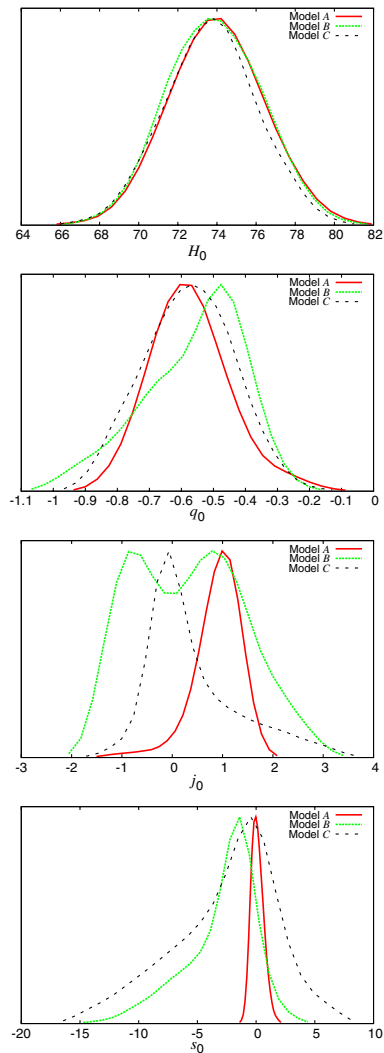 Model A
Model B
Model C
64 66 68 70 72 74 76 78 80 82
H0
Model A
Model B
Model C
-1.1 -1 -0.9 -0.8 -0.7 -0.6 -0.5 -0.4 -0.3 -0.2 -0.1 0
q0
Model A
Model B
Model C
-3 -2 -1 0 1 2 3 4
j0
Model A
Model B
Model C
-20 -15 -10 -5 0 5 10
s0